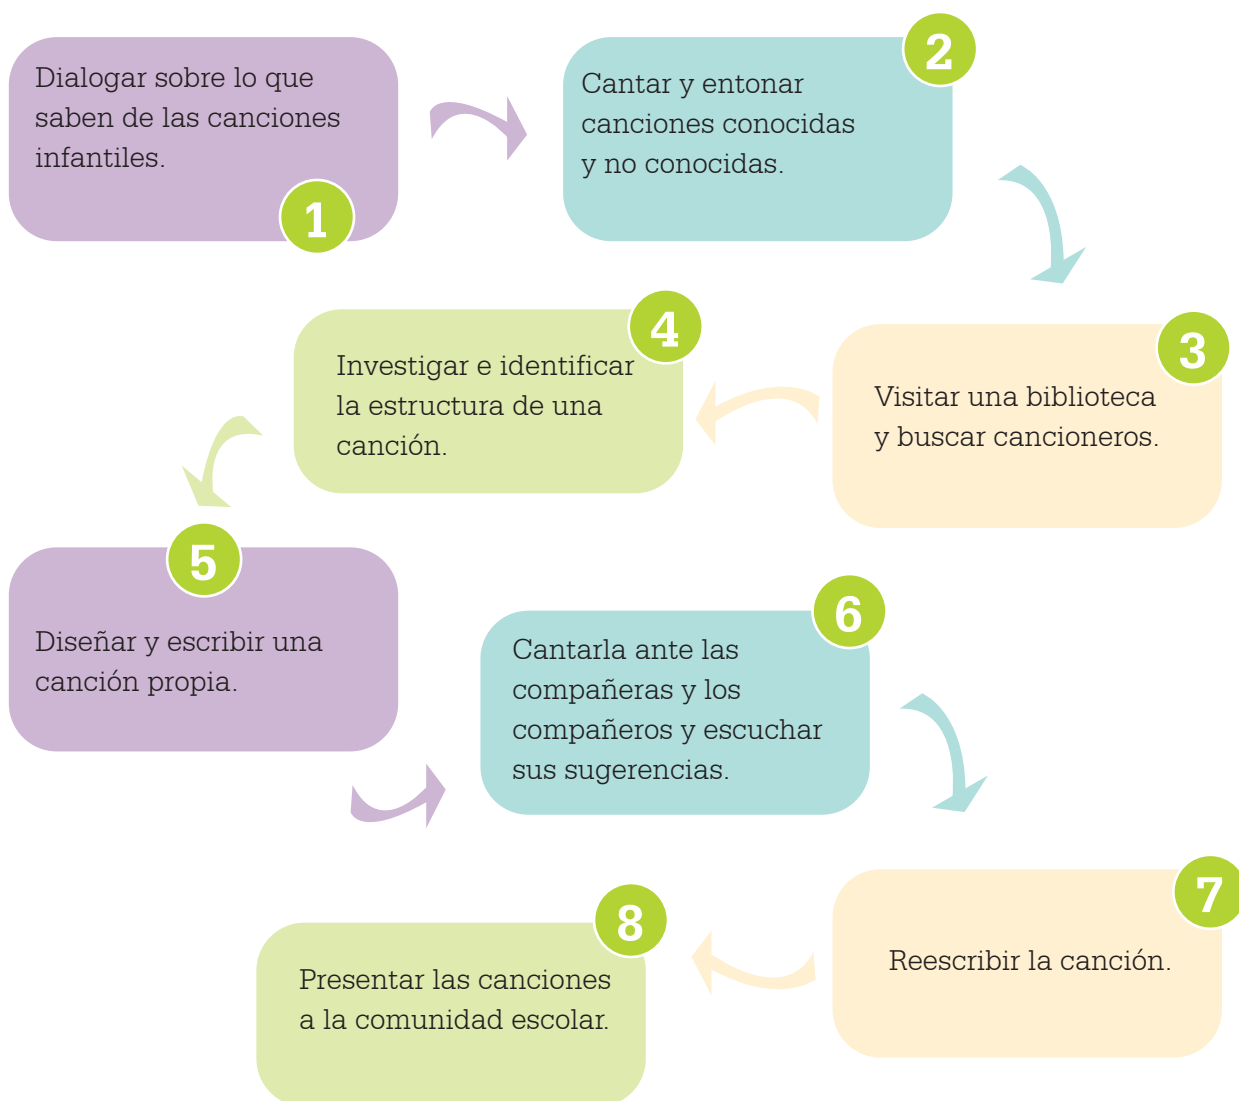 Dialogar sobre lo que
saben de las canciones
infantiles.
1
2
Cantar y entonar
canciones conocidas
y no conocidas.
3
Visitar una biblioteca
y buscar cancioneros.
4
Investigar e identificar
la estructura de una
canción.
5
Diseñar y escribir una
canción propia.
6
Cantarla ante las
compañeras y los
compañeros y escuchar
sus sugerencias.
7
Reescribir la canción.
8
Presentar las canciones
a la comunidad escolar.